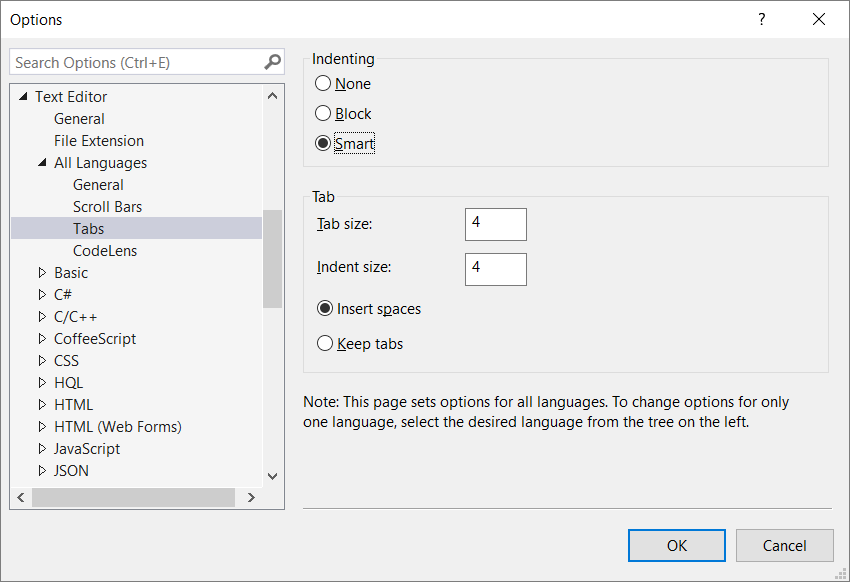 Options
?
Search Options (Ctrl+E)
Text Editor
General
File Extension
All Languages
General
Scroll Bars
Tabs
CodeLens
Basic
C#
C/C++
CoffeeScript
CSS
HQL
HTML
HTML (Web Forms)
JavaScript
JSON
Indenting
None
Block
Smart
Tab
Tab size:
4
Indent size:
4
Insert spaces
Keep tabs
Note: This page sets options for all languages. To change options for only
one language, select the desired language from the tree on the left.
OK
Cancel